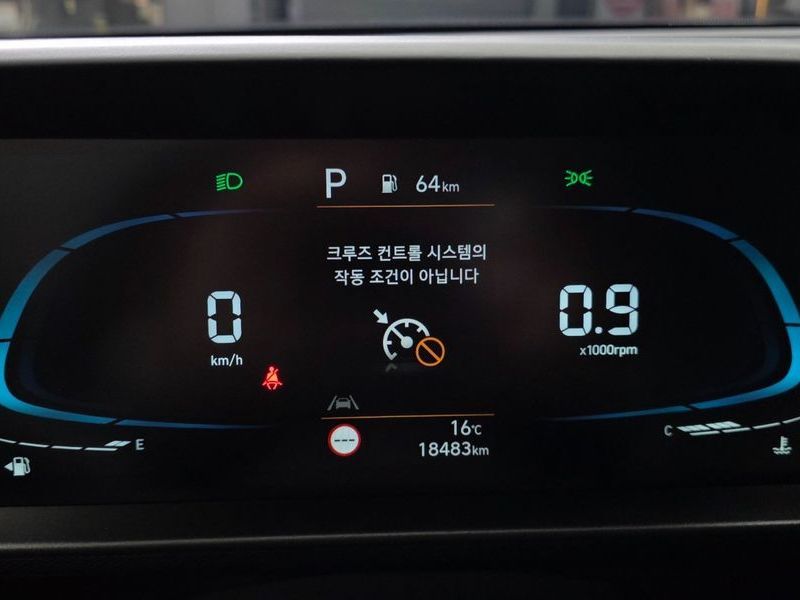 P 64km
크루즈 컨트롤 시스템의
작동 조건이 아닙니다
0
km/h
0.9
x1000rpm
---
16℃
18483km
E
C